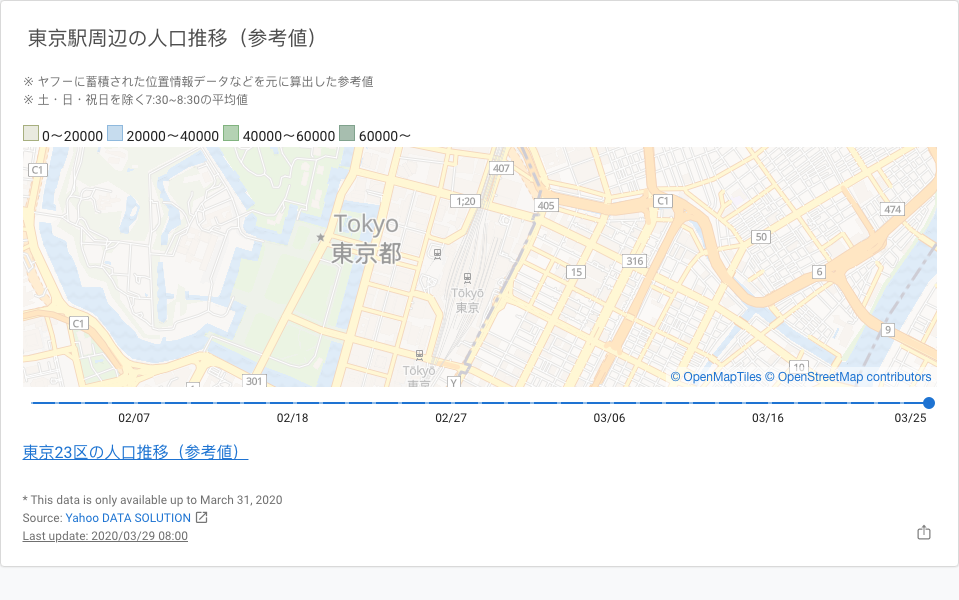 東京駅周辺の人口推移（参考値）
※ ヤフーに蓄積された位置情報データなどを元に算出した参考値
※ 土・日・祝日を除く7:30~8:30の平均値
0〜20000 20000〜40000 40000〜60000 60000〜
C1
407
1;20
405
C1
474
Tokyo
東京都
50
316
15
6
Tōkyō
東京
C1
9
10
Tōkyō
東京
301
Y
© OpenMapTiles © OpenStreetMap contributors
02/07 02/18 02/27 03/06 03/16 03/25
東京23区の人口推移（参考値）
* This data is only available up to March 31, 2020
Source: Yahoo DATA SOLUTION
Last update: 2020/03/29 08:00